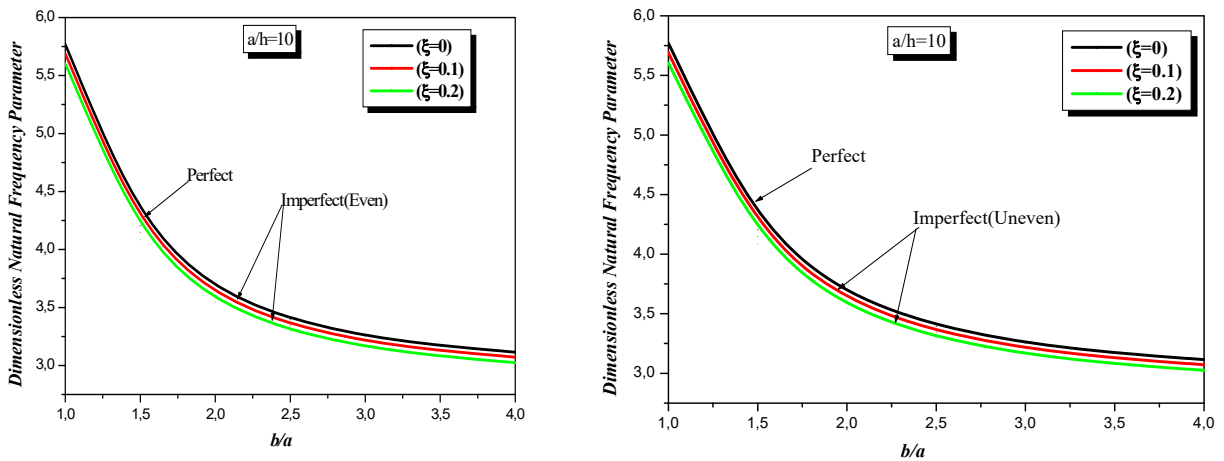 6,0
5,5
5,0
4,5
4,0
3,5
3,0
Dimensionless Natural Frequency Parameter
a/h=10
(ξ=0)
(ξ=0.1)
(ξ=0.2)
Perfect
Imperfect(Even)
1,0 1,5 2,0 2,5 3,0 3,5 4,0
b/a
6,0
5,5
5,0
4,5
4,0
3,5
3,0
Dimensionless Natural Frequency Parameter
a/h=10
(ξ=0)
(ξ=0.1)
(ξ=0.2)
Perfect
Imperfect(Uneven)
1,0 1,5 2,0 2,5 3,0 3,5 4,0
b/a